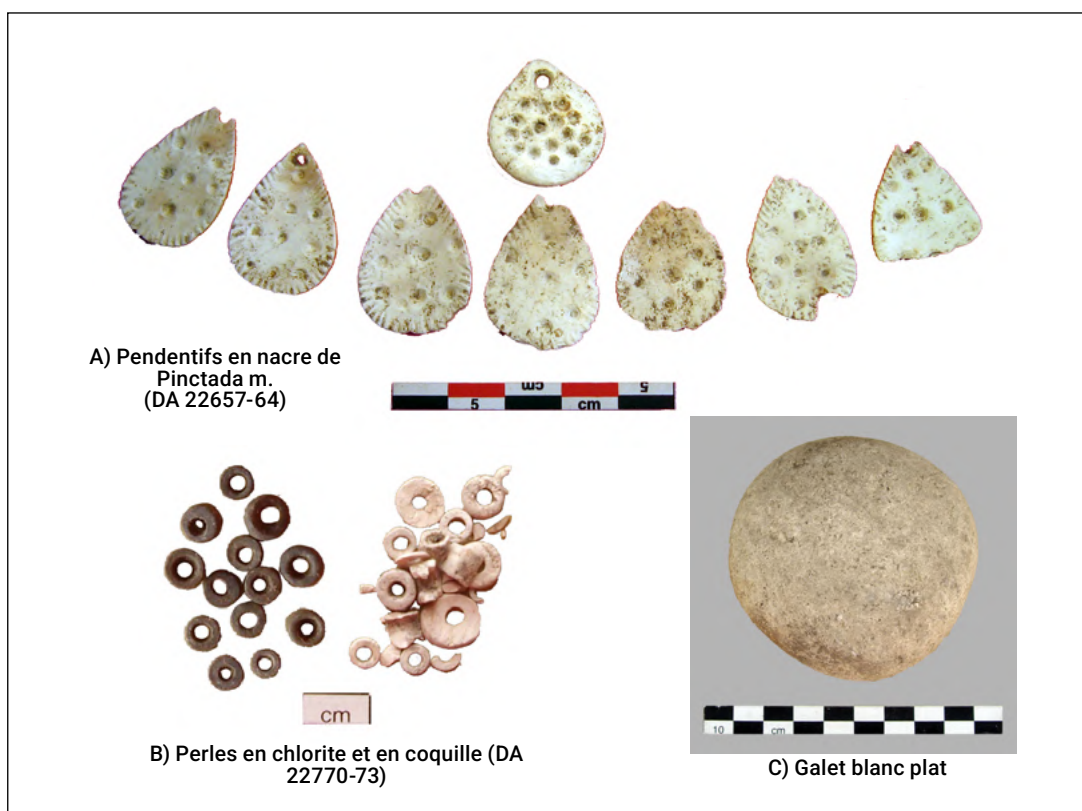 A) Pendentifs en nacre de
Pinctada m.
(DA 22657-64)
cm 5
5 cm
cm
B) Perles en chlorite et en coquille (DA
22770-73)
10 cm
C) Galet blanc plat